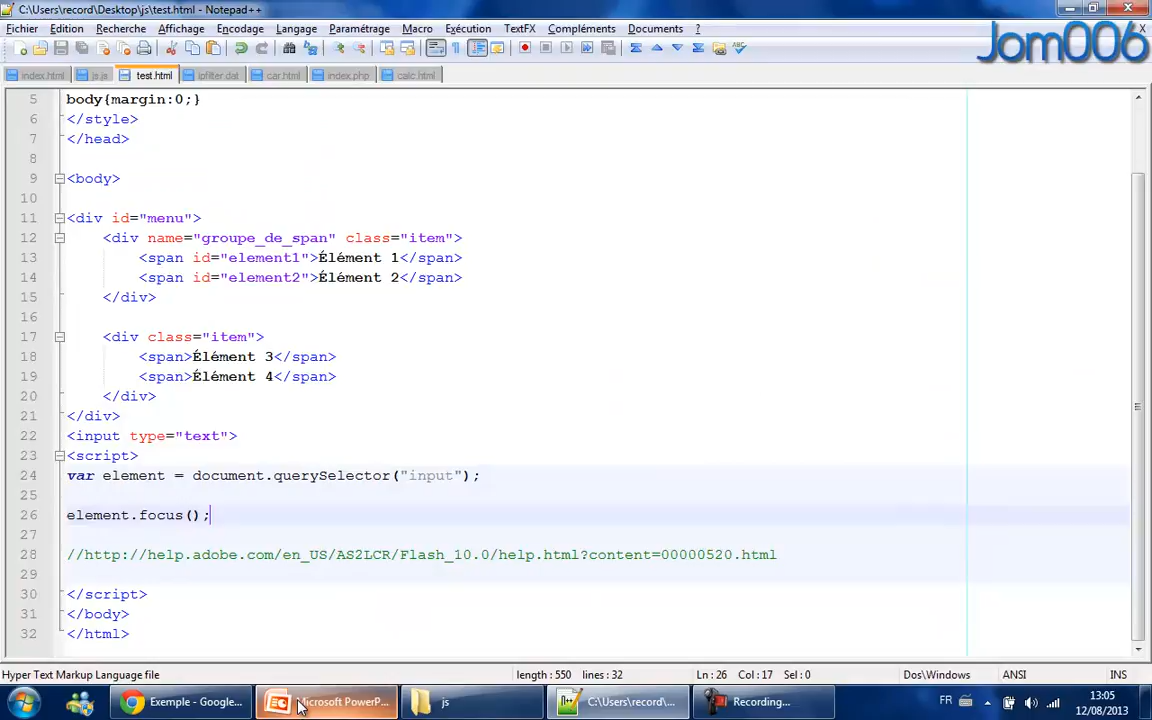 C:\Users\record\Desktop\js\test.html - Notepad++
Jom006
Fichier Edition Recherche Affichage Encodage Langage Paramétrage Macro Exécution TextFX Compléments Documents ?
index.html js.js test.html ipfilter.dat car.html index.php calc.html
5 body{margin:0;}
6 </style>
7 </head>
8
9 <body>
10
11 <div id="menu">
12 <div name="groupe_de_span" class="item">
13 <span id="element1">Élément 1</span>
14 <span id="element2">Élément 2</span>
15 </div>
16
17 <div class="item">
18 <span>Élément 3</span>
19 <span>Élément 4</span>
20 </div>
21 </div>
22 <input type="text">
23 <script>
24 var element = document.querySelector("input");
25
26 element.focus();
27
28 //http://help.adobe.com/en_US/AS2LCR/Flash_10.0/help.html?content=00000520.html
29
30 </script>
31 </body>
32 </html>
Hyper Text Markup Language file length : 550 lines : 32 Ln : 26 Col : 17 Sel : 0 Dos\Windows ANSI INS
Exemple - Google... Microsoft PowerP... js C:\Users\record\... Recording... FR 13:05
12/08/2013